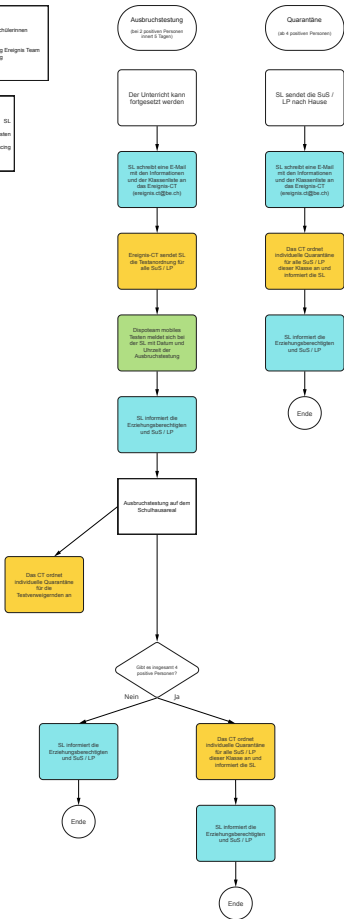 chülerInnen
g Ereignis Team
g
SL
sten
acing
Ausbruchstestung
(bei 2 positiven Personen
innert 5 Tagen)
Der Unterricht kann
fortgesetzt werden
SL schreibt eine E-Mail
mit den Informationen
und der Klassenliste an
das Ereignis-CT
(ereignis.ct@be.ch)
Ereignis-CT sendet SL
die Testanordnung für
alle SuS / LP
Dispoteam mobiles
Testen meldet sich bei
der SL mit Datum und
Uhrzeit der
Ausbruchstestung
SL informiert die
Erziehungsberechtigten
und SuS / LP
Ausbruchstestung auf dem
Schulhausareal
Das CT ordnet
individuelle Quarantäne
für die
Testverweigernden an
Gibt es insgesamt 4
positive Personen?
Nein
Ja
SL informiert die
Erziehungsberechtigten
und SuS / LP
Ende
Das CT ordnet
individuelle Quarantäne
für alle SuS / LP
dieser Klasse an und
informiert die SL
SL informiert die
Erziehungsberechtigten
und SuS / LP
Ende
Quarantäne
(ab 4 positiven Personen)
SL sendet die SuS /
LP nach Hause
SL schreibt eine E-Mail
mit den Informationen
und der Klassenliste an
das Ereignis-CT
(ereignis.ct@be.ch)
Das CT ordnet
individuelle Quarantäne
für alle SuS / LP
dieser Klasse an und
informiert die SL
SL informiert die
Erziehungsberechtigten
und SuS / LP
Ende